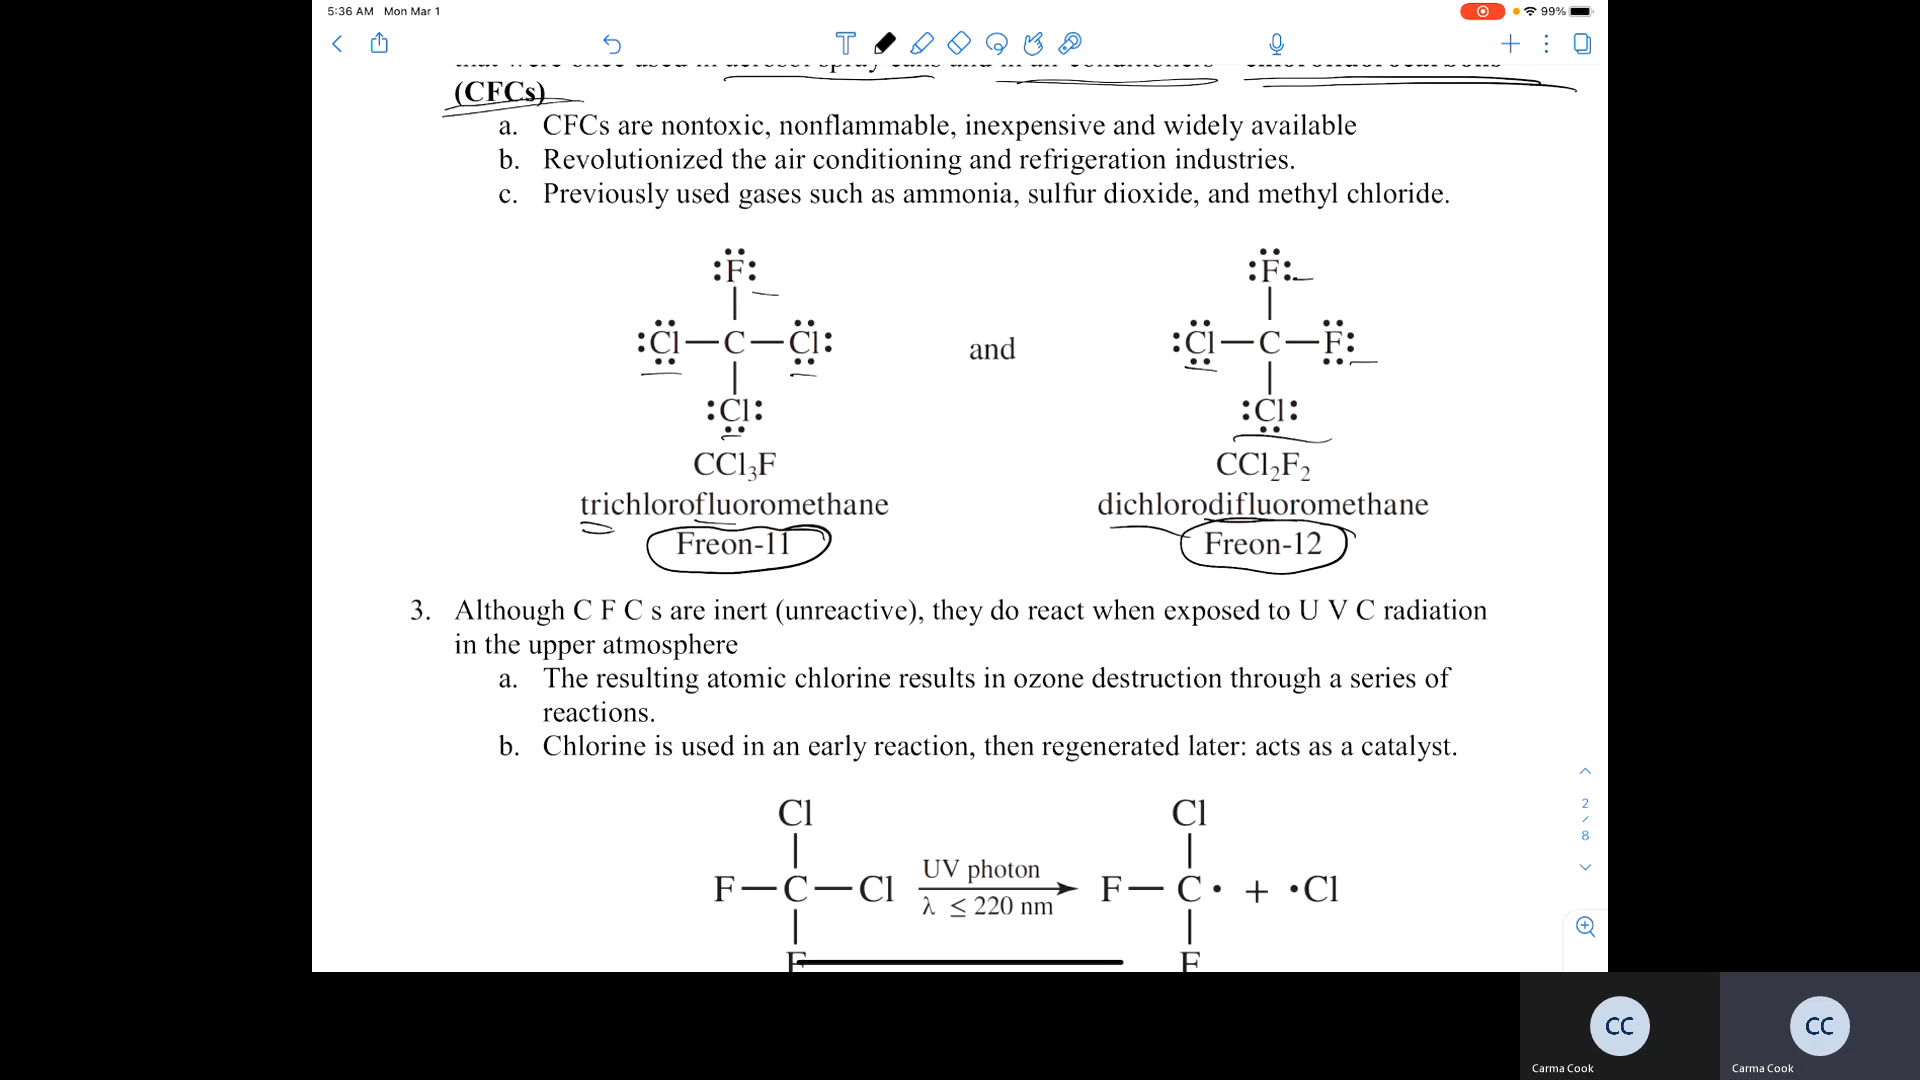 5:36 AM Mon Mar 1
99%
(CFCs)
a. CFCs are nontoxic, nonflammable, inexpensive and widely available
b. Revolutionized the air conditioning and refrigeration industries.
c. Previously used gases such as ammonia, sulfur dioxide, and methyl chloride.
F F
Cl C Cl and Cl C F
Cl Cl
CCl₃F CCl₂F₂
trichlorofluoromethane dichlorodifluoromethane
Freon-11 Freon-12
3. Although C F C s are inert (unreactive), they do react when exposed to U V C radiation
in the upper atmosphere
a. The resulting atomic chlorine results in ozone destruction through a series of
reactions.
b. Chlorine is used in an early reaction, then regenerated later: acts as a catalyst.
Cl Cl
F—C—Cl UV photon F—C• + •Cl
λ ≤ 220 nm
F F
2
/
8
CC CC
Carma Cook Carma Cook